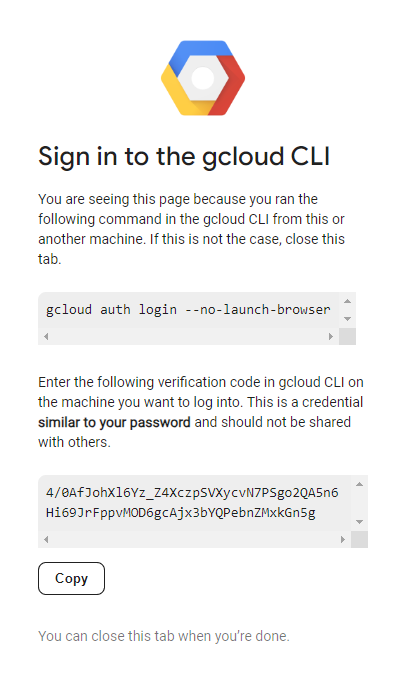 Sign in to the gcloud CLI
You are seeing this page because you ran the
following command in the gcloud CLI from this or
another machine. If this is not the case, close this
tab.
gcloud auth login --no-launch-browser
Enter the following verification code in gcloud CLI on
the machine you want to log into. This is a credential
similar to your password and should not be shared
with others.
4/0AfJohXl6Yz_Z4XczpSVXycvN7PSgo2QA5n6
Hi69JrFppvMOD6gcAjx3bYQPebnZMxkGn5g
Copy
You can close this tab when you’re done.